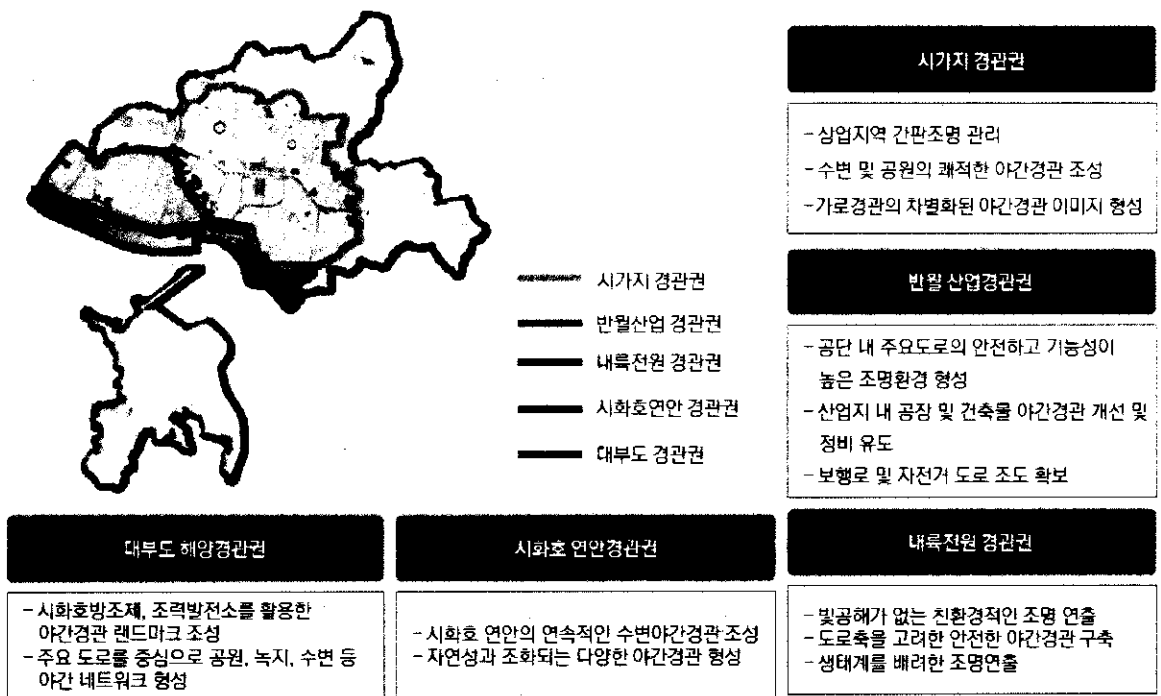 시가지 경관권
- 상업지역 간판조명 관리
- 수변 및 공원의 쾌적한 야간경관 조성
- 가로경관의 차별화된 야간경관 이미지 형성
시가지 경관권
반월산업 경관권
내륙전원 경관권
시화호연안 경관권
대부도 경관권
반월 산업경관권
- 공단 내 주요도로의 안전하고 기능성이
높은 조명환경 형성
- 산업지 내 공장 및 건축물 야간경관 개선 및
정비 유도
- 보행로 및 자전거 도로 조도 확보
대부도 해양경관권
- 시화호방조제, 조력발전소를 활용한
야간경관 랜드마크 조성
- 주요 도로를 중심으로 공원, 녹지, 수변 등
야간 네트워크 형성
시화호 연안경관권
- 시화호 연안의 연속적인 수변야간경관 조성
- 자연성과 조화되는 다양한 야간경관 형성
내륙전원 경관권
- 빛공해가 없는 친환경적인 조명 연출
- 도로축을 고려한 안전한 야간경관 구축
- 생태계를 배려한 조명연출